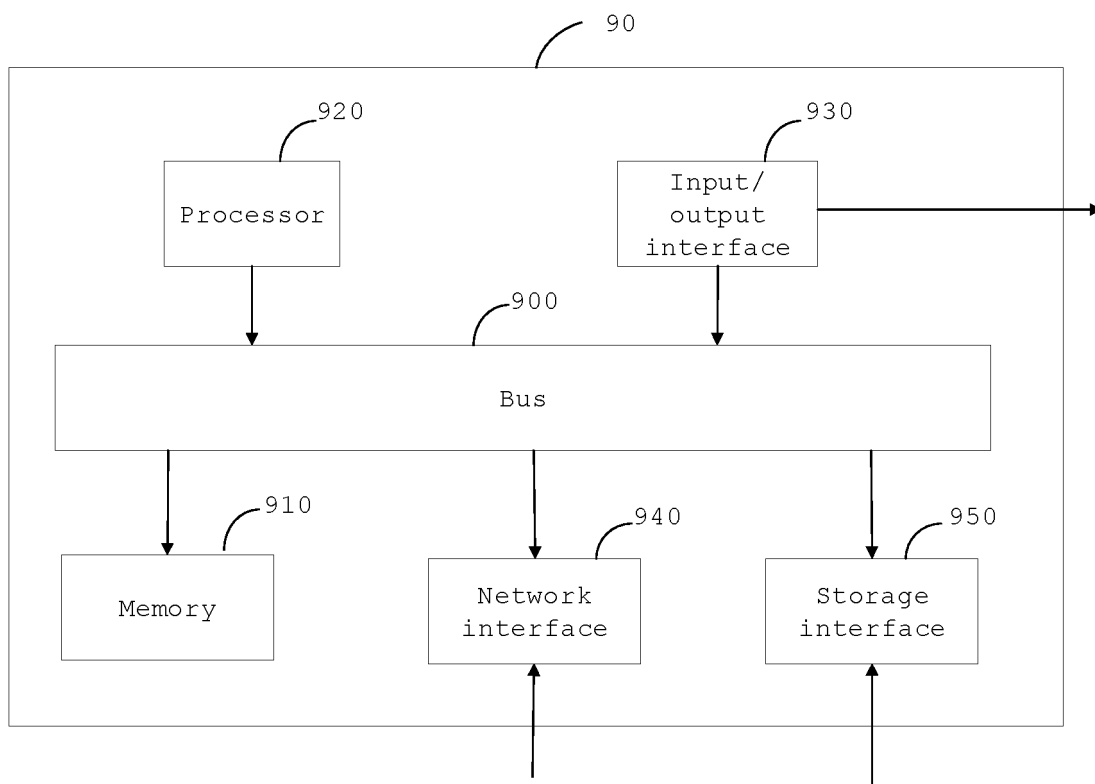 90
920
930
Processor
Input/
output
interface
900
Bus
910
940
950
Memory
Network
interface
Storage
interface